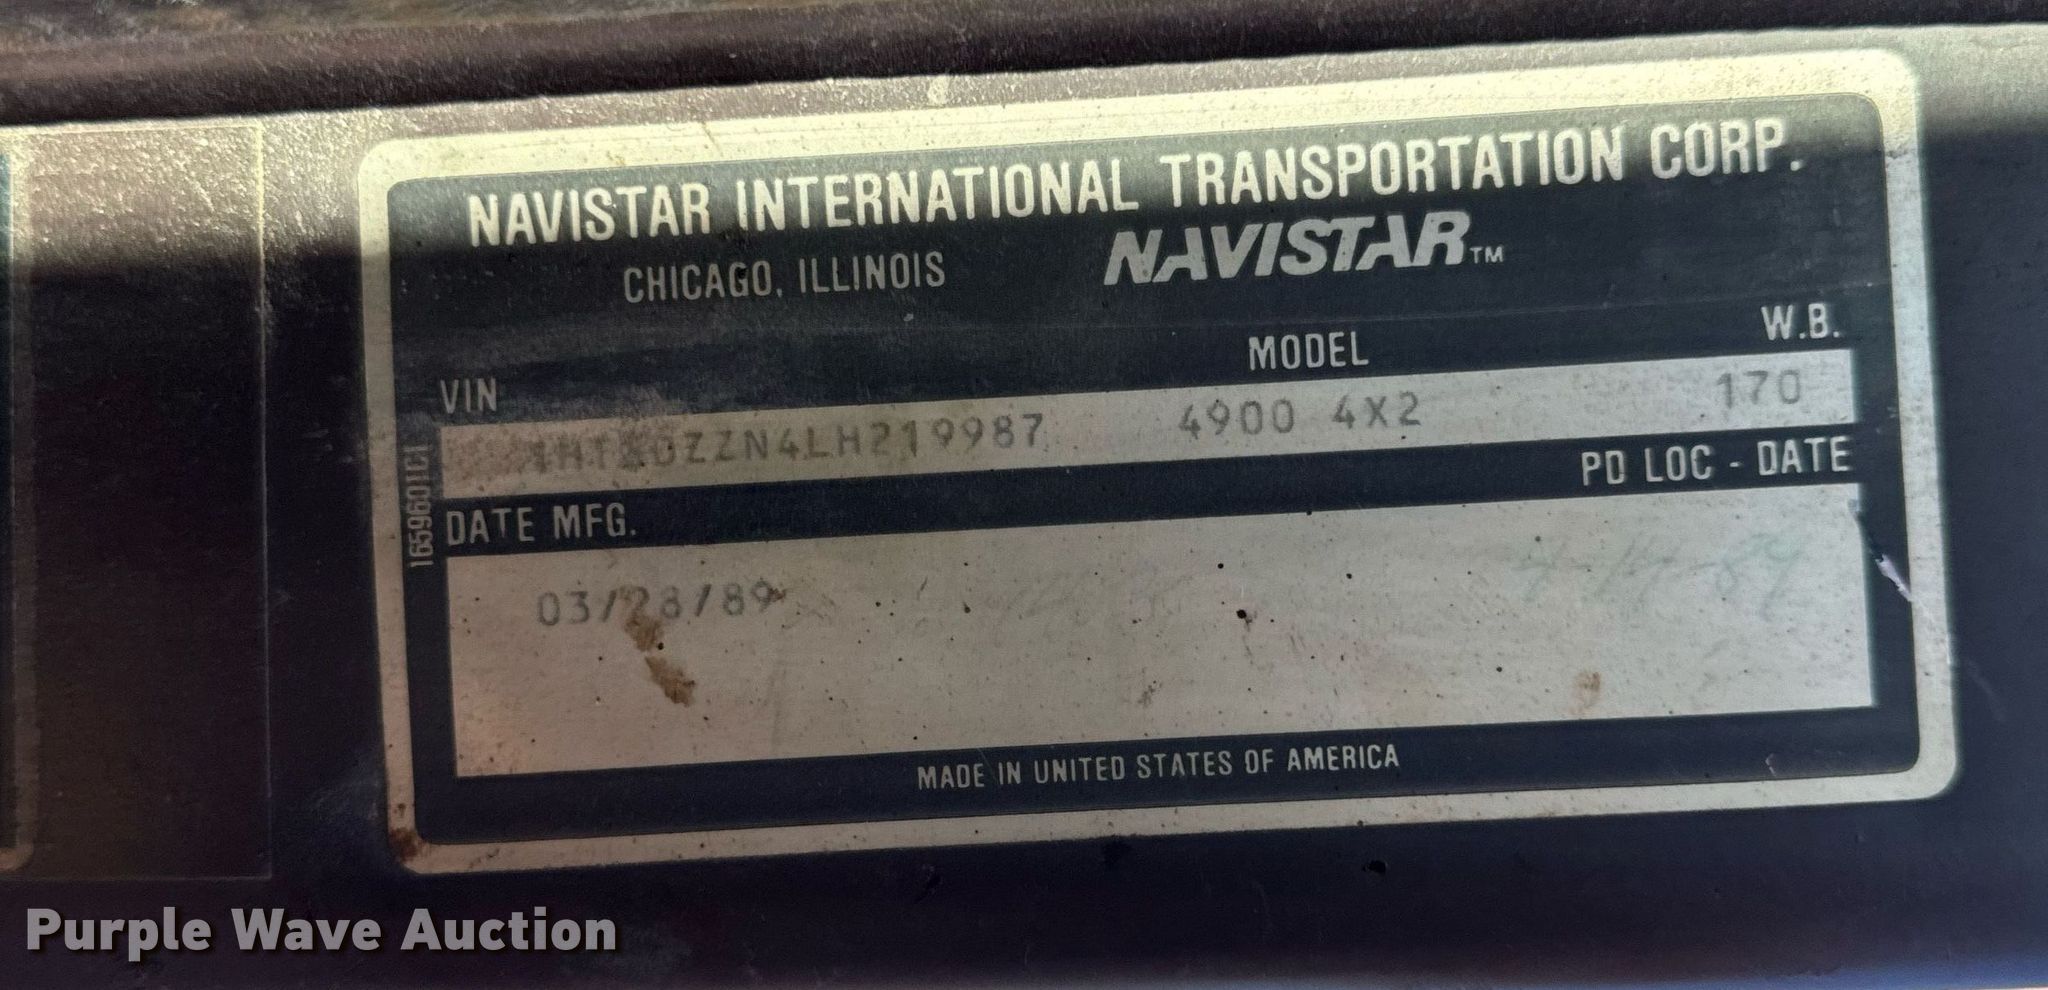 NAVISTAR INTERNATIONAL TRANSPORTATION CORP.
CHICAGO, ILLINOIS NAVISTAR™
VIN MODEL W.B.
4900 4X2 170
1659601C1
DATE MFG. PD LOC - DATE
03/28/89
MADE IN UNITED STATES OF AMERICA
Purple Wave Auction